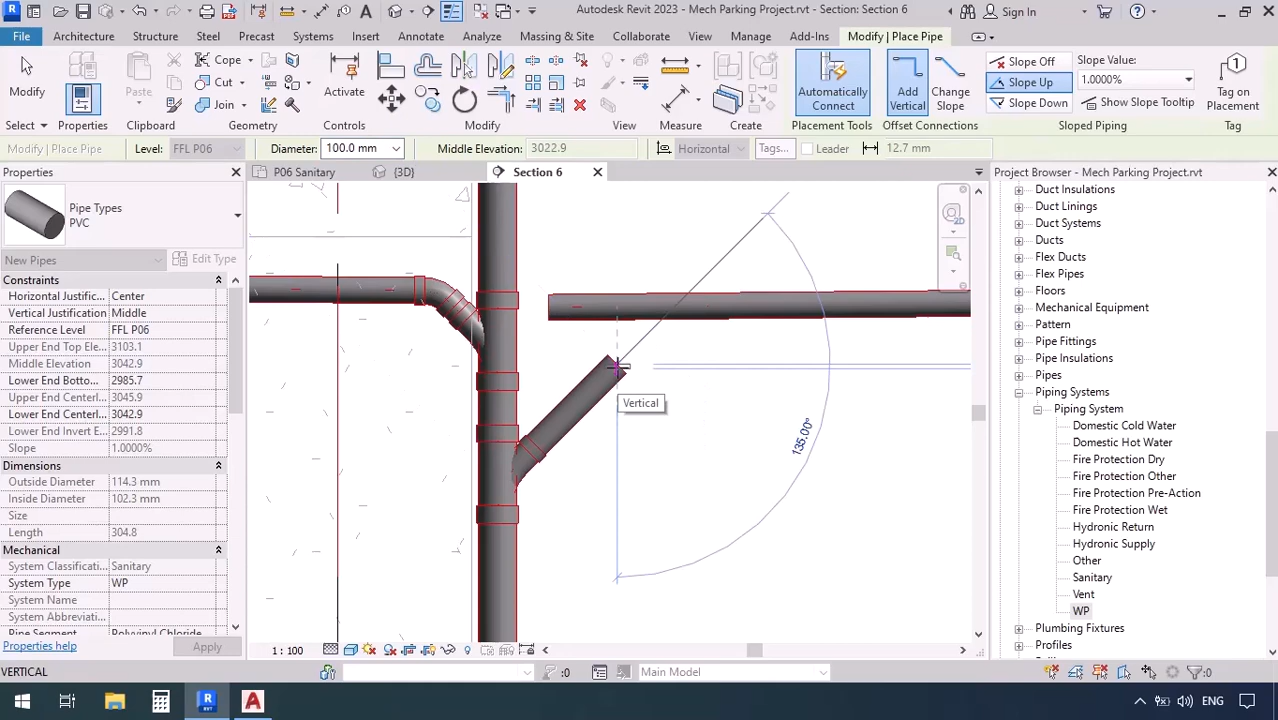 Autodesk Revit 2023 - Mech Parking Project.rvt - Section: Section 6
Sign In
File
Architecture
Structure
Steel
Precast
Systems
Insert
Annotate
Analyze
Massing & Site
Collaborate
View
Manage
Add-Ins
Modify | Place Pipe
Modify
Select
Properties
Paste
Clipboard
Cope
Cut
Join
Geometry
Activate
Controls
Modify
View
Measure
Create
Automatically
Connect
Placement Tools
Add
Vertical
Change
Slope
Offset Connections
Slope Off
Slope Up
Slope Down
Slope Value:
1.0000%
Show Slope Tooltip
Sloped Piping
Tag on
Placement
Tag
Modify | Place Pipe
Level:
FFL P06
Diameter:
100.0 mm
Middle Elevation:
3022.9
Horizontal
Tags...
Leader
12.7 mm
Properties
Pipe Types
PVC
New Pipes
Edit Type
Constraints
Horizontal Justific... Center
Vertical Justification Middle
Reference Level FFL P06
Upper End Top Ele... 3103.1
Middle Elevation 3042.9
Lower End Botto... 2985.7
Upper End Centerl... 3045.9
Lower End Centerl... 3042.9
Lower End Invert E... 2991.8
Slope 1.0000%
Dimensions
Outside Diameter 114.3 mm
Inside Diameter 102.3 mm
Size
Length 304.8
Mechanical
System Classificati... Sanitary
System Type WP
System Name
System Abbreviati...
Pipe Segment Polyvinyl Chloride
Properties help
Apply
P06 Sanitary
{3D}
Section 6
2D
135.00°
Vertical
1 : 100
Project Browser - Mech Parking Project.rvt
Duct Insulations
Duct Linings
Duct Systems
Ducts
Flex Ducts
Flex Pipes
Floors
Mechanical Equipment
Pattern
Pipe Fittings
Pipe Insulations
Pipes
Piping Systems
Piping System
Domestic Cold Water
Domestic Hot Water
Fire Protection Dry
Fire Protection Other
Fire Protection Pre-Action
Fire Protection Wet
Hydronic Return
Hydronic Supply
Other
Sanitary
Vent
WP
Plumbing Fixtures
Schedule
VERTICAL
:0
Main Model
:0
ENG